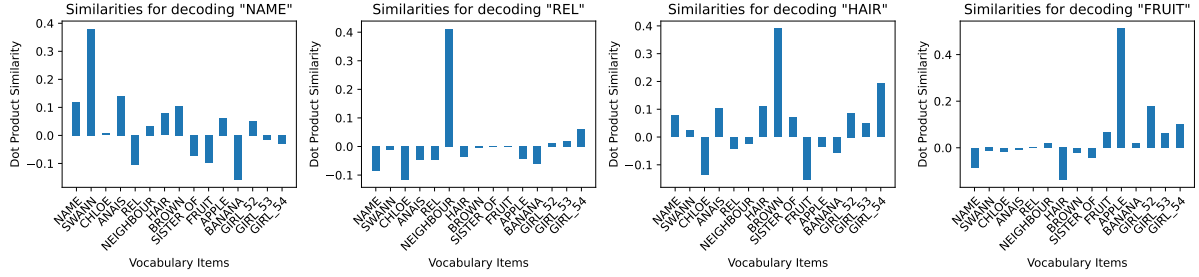 Similarities for decoding "NAME"
Dot Product Similarity
0.4
0.3
0.2
0.1
0.0
−0.1
NAME
SWANN
CHLOE
ANAIS
REL
NEIGHBOUR
HAIR
BROWN
SISTER OF
FRUIT
APPLE
BANANA
GIRL_52
GIRL_53
GIRL_54
Vocabulary Items
Similarities for decoding "REL"
Dot Product Similarity
0.4
0.3
0.2
0.1
0.0
−0.1
NAME
SWANN
CHLOE
ANAIS
REL
NEIGHBOUR
HAIR
BROWN
SISTER OF
FRUIT
APPLE
BANANA
GIRL_52
GIRL_53
GIRL_54
Vocabulary Items
Similarities for decoding "HAIR"
Dot Product Similarity
0.4
0.3
0.2
0.1
0.0
−0.1
NAME
SWANN
CHLOE
ANAIS
REL
NEIGHBOUR
HAIR
BROWN
SISTER OF
FRUIT
APPLE
BANANA
GIRL_52
GIRL_53
GIRL_54
Vocabulary Items
Similarities for decoding "FRUIT"
Dot Product Similarity
0.4
0.2
0.0
NAME
SWANN
CHLOE
ANAIS
REL
NEIGHBOUR
HAIR
BROWN
SISTER OF
FRUIT
APPLE
BANANA
GIRL_52
GIRL_53
GIRL_54
Vocabulary Items